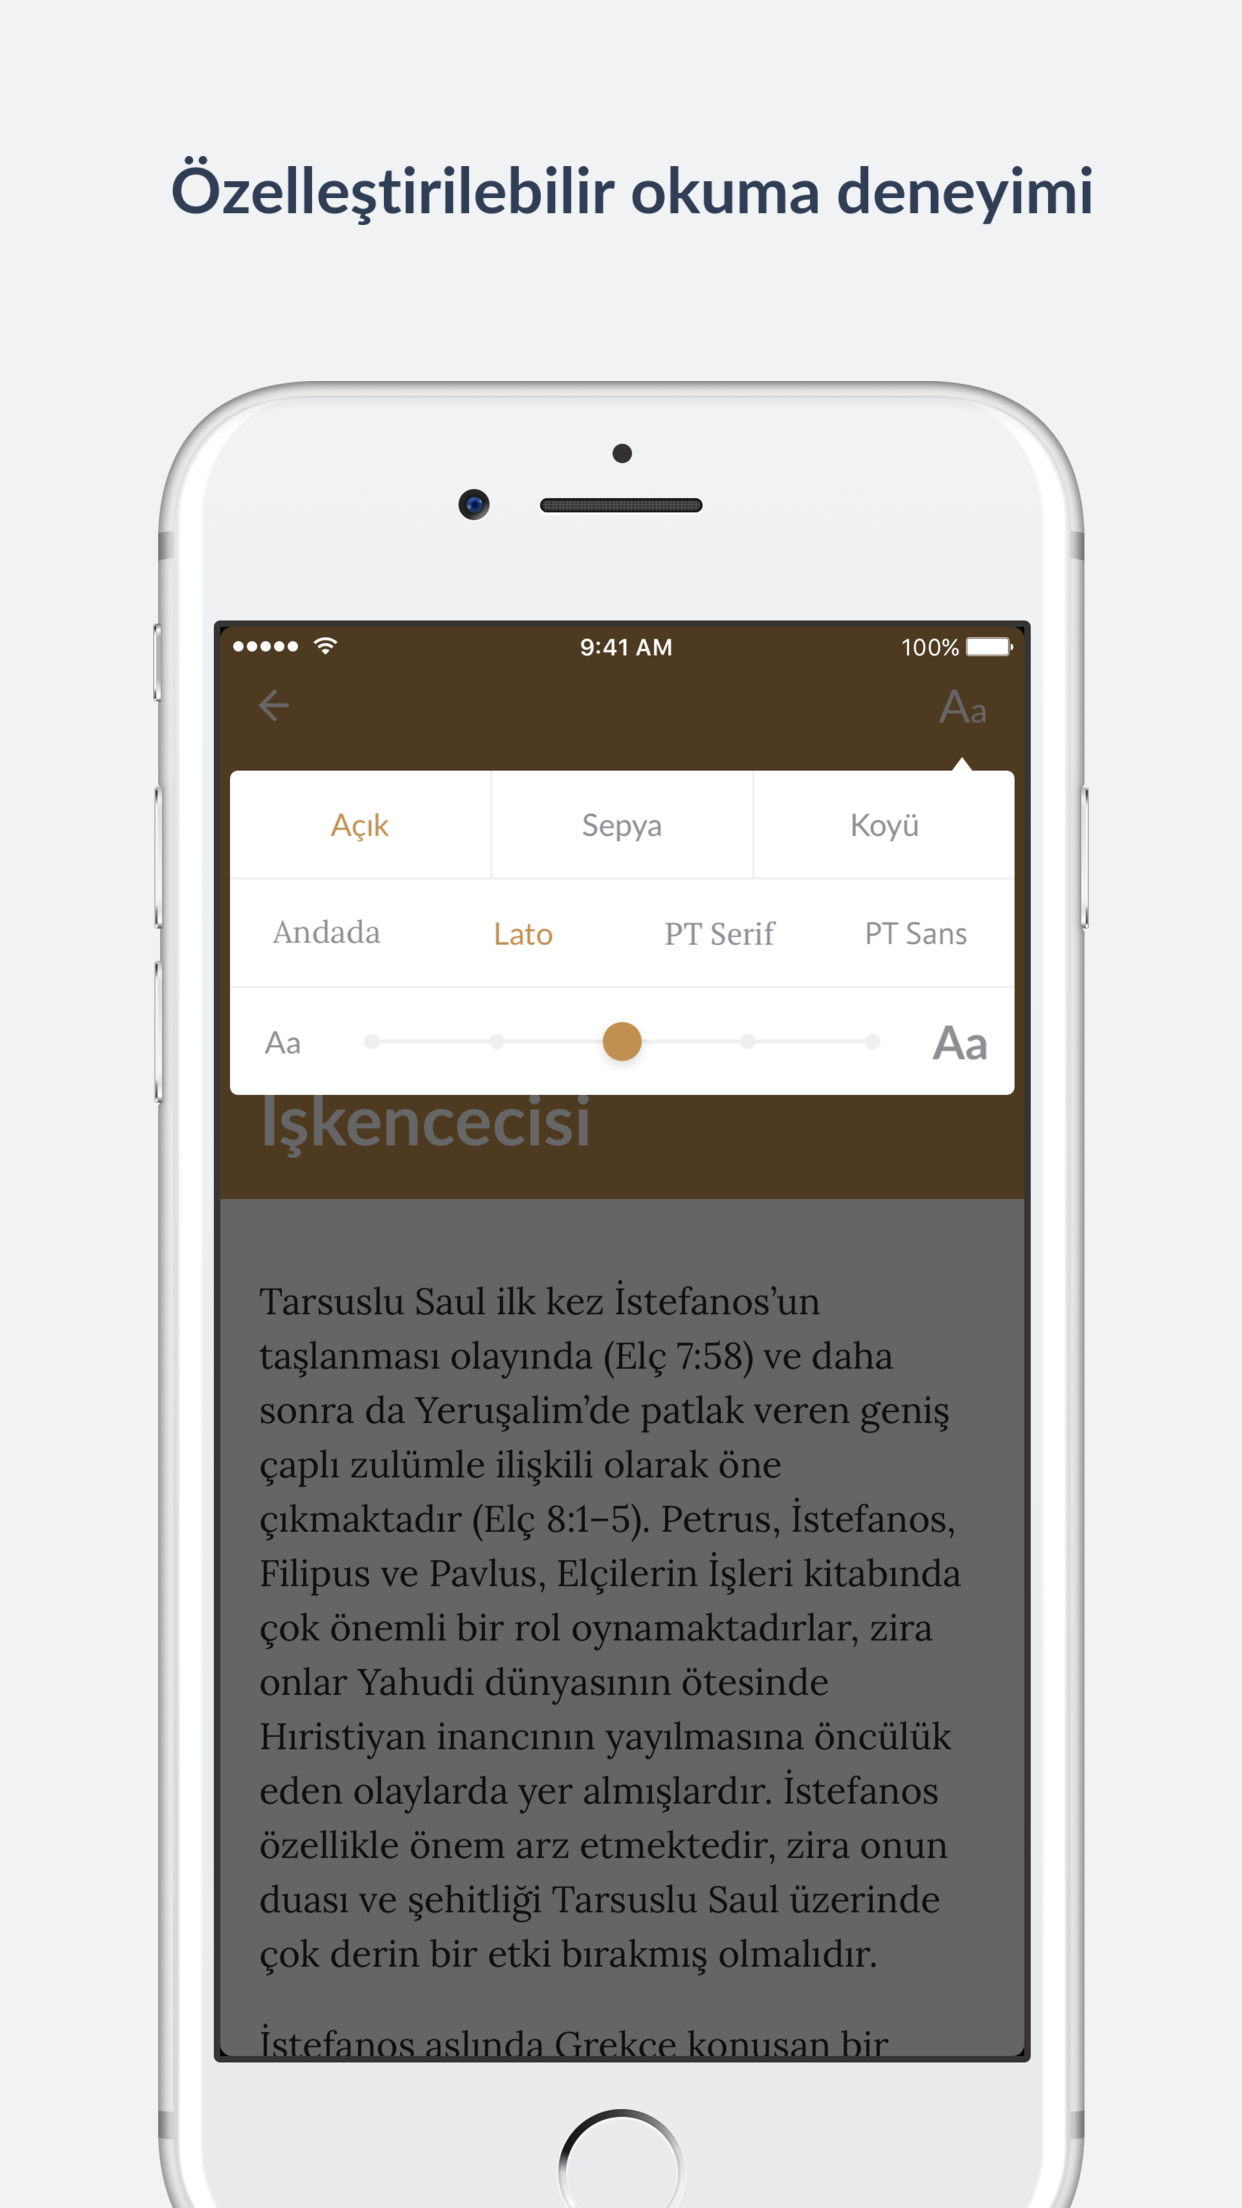 Özelleştirilebilir okuma deneyimi
9:41 AM
100%
Aa
Açık Sepya Koyü
Andada Lato PT Serif PT Sans
Aa Aa
İşkencecisi
Tarsuslu Saul ilk kez İstefanos’un
taşlanması olayında (Elç 7:58) ve daha
sonra da Yeruşalim’de patlak veren geniş
çaplı zulümle ilişkili olarak öne
çıkmaktadır (Elç 8:1–5). Petrus, İstefanos,
Filipus ve Pavlus, Elçilerin İşleri kitabında
çok önemli bir rol oynamaktadırlar, zira
onlar Yahudi dünyasının ötesinde
Hıristiyan inancının yayılmasına öncülük
eden olaylarda yer almışlardır. İstefanos
özellikle önem arz etmektedir, zira onun
duası ve şehitliği Tarsuslu Saul üzerinde
çok derin bir etki bırakmış olmalıdır.
İstefanos aslında Grekçe konuşan bir